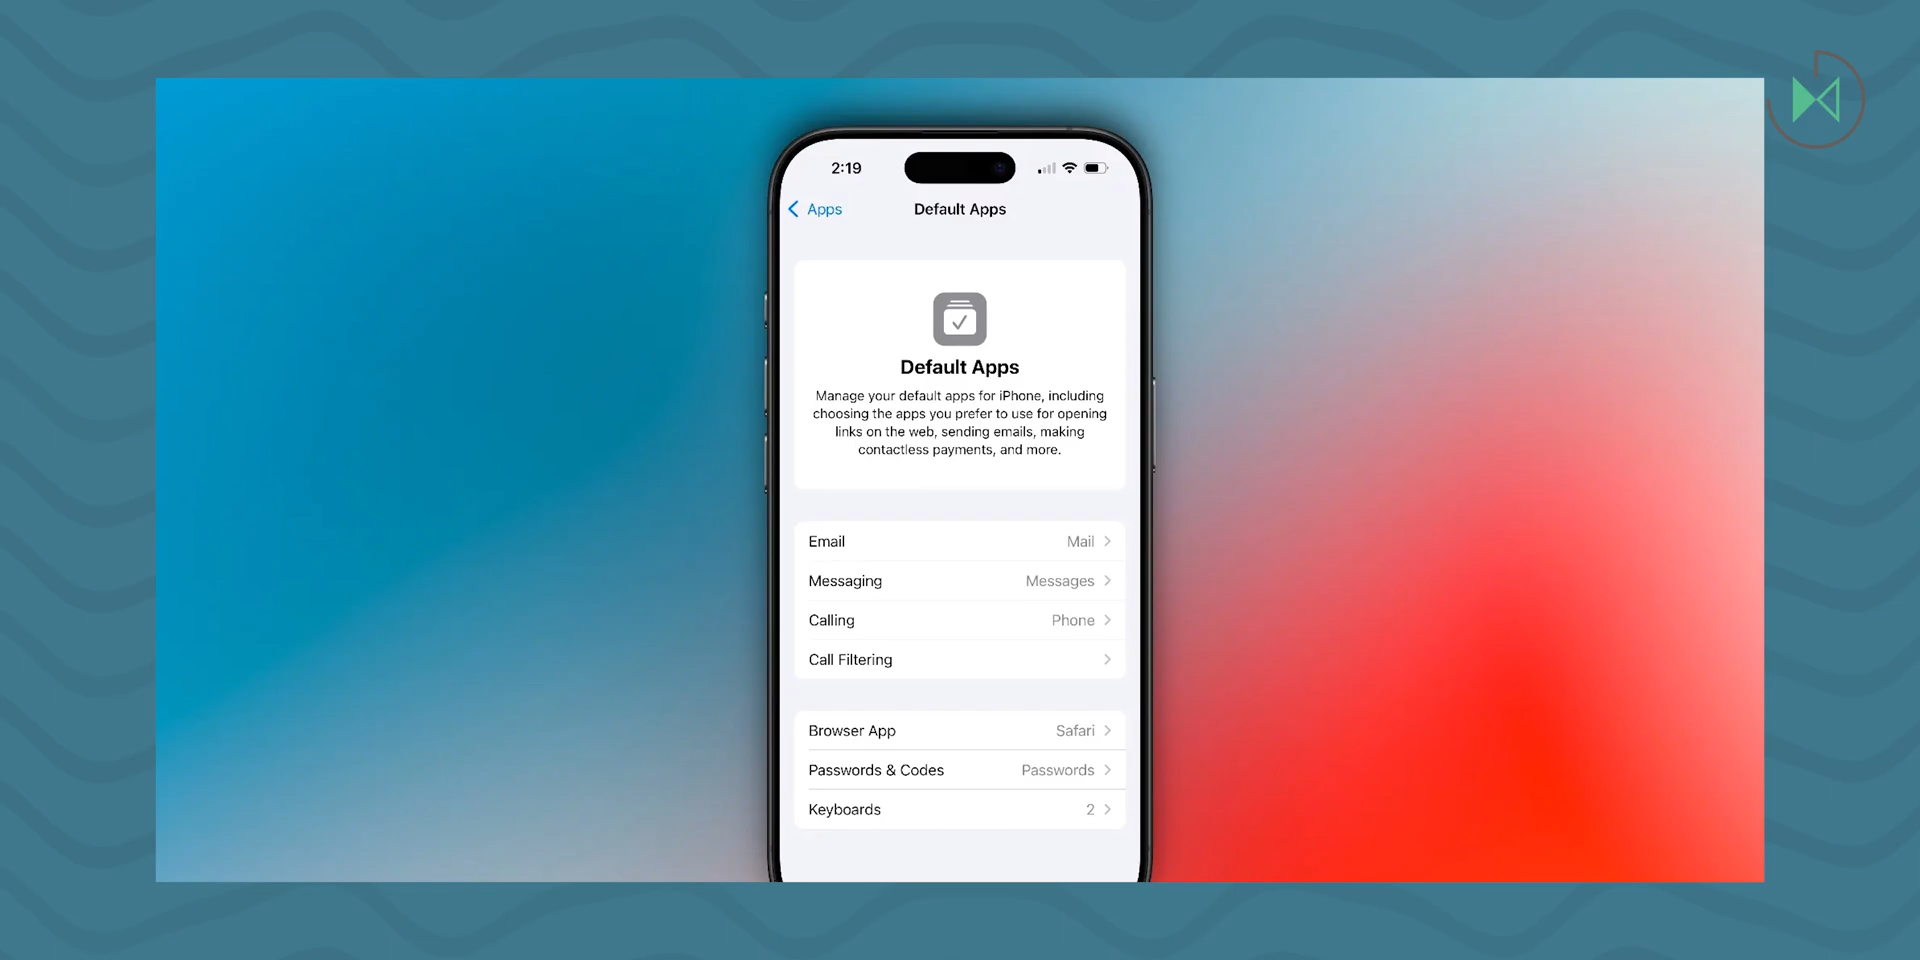 2:19
Apps
Default Apps
Default Apps
Manage your default apps for iPhone, including
choosing the apps you prefer to use for opening
links on the web, sending emails, making
contactless payments, and more.
Email Mail
Messaging Messages
Calling Phone
Call Filtering
Browser App Safari
Passwords & Codes Passwords
Keyboards 2